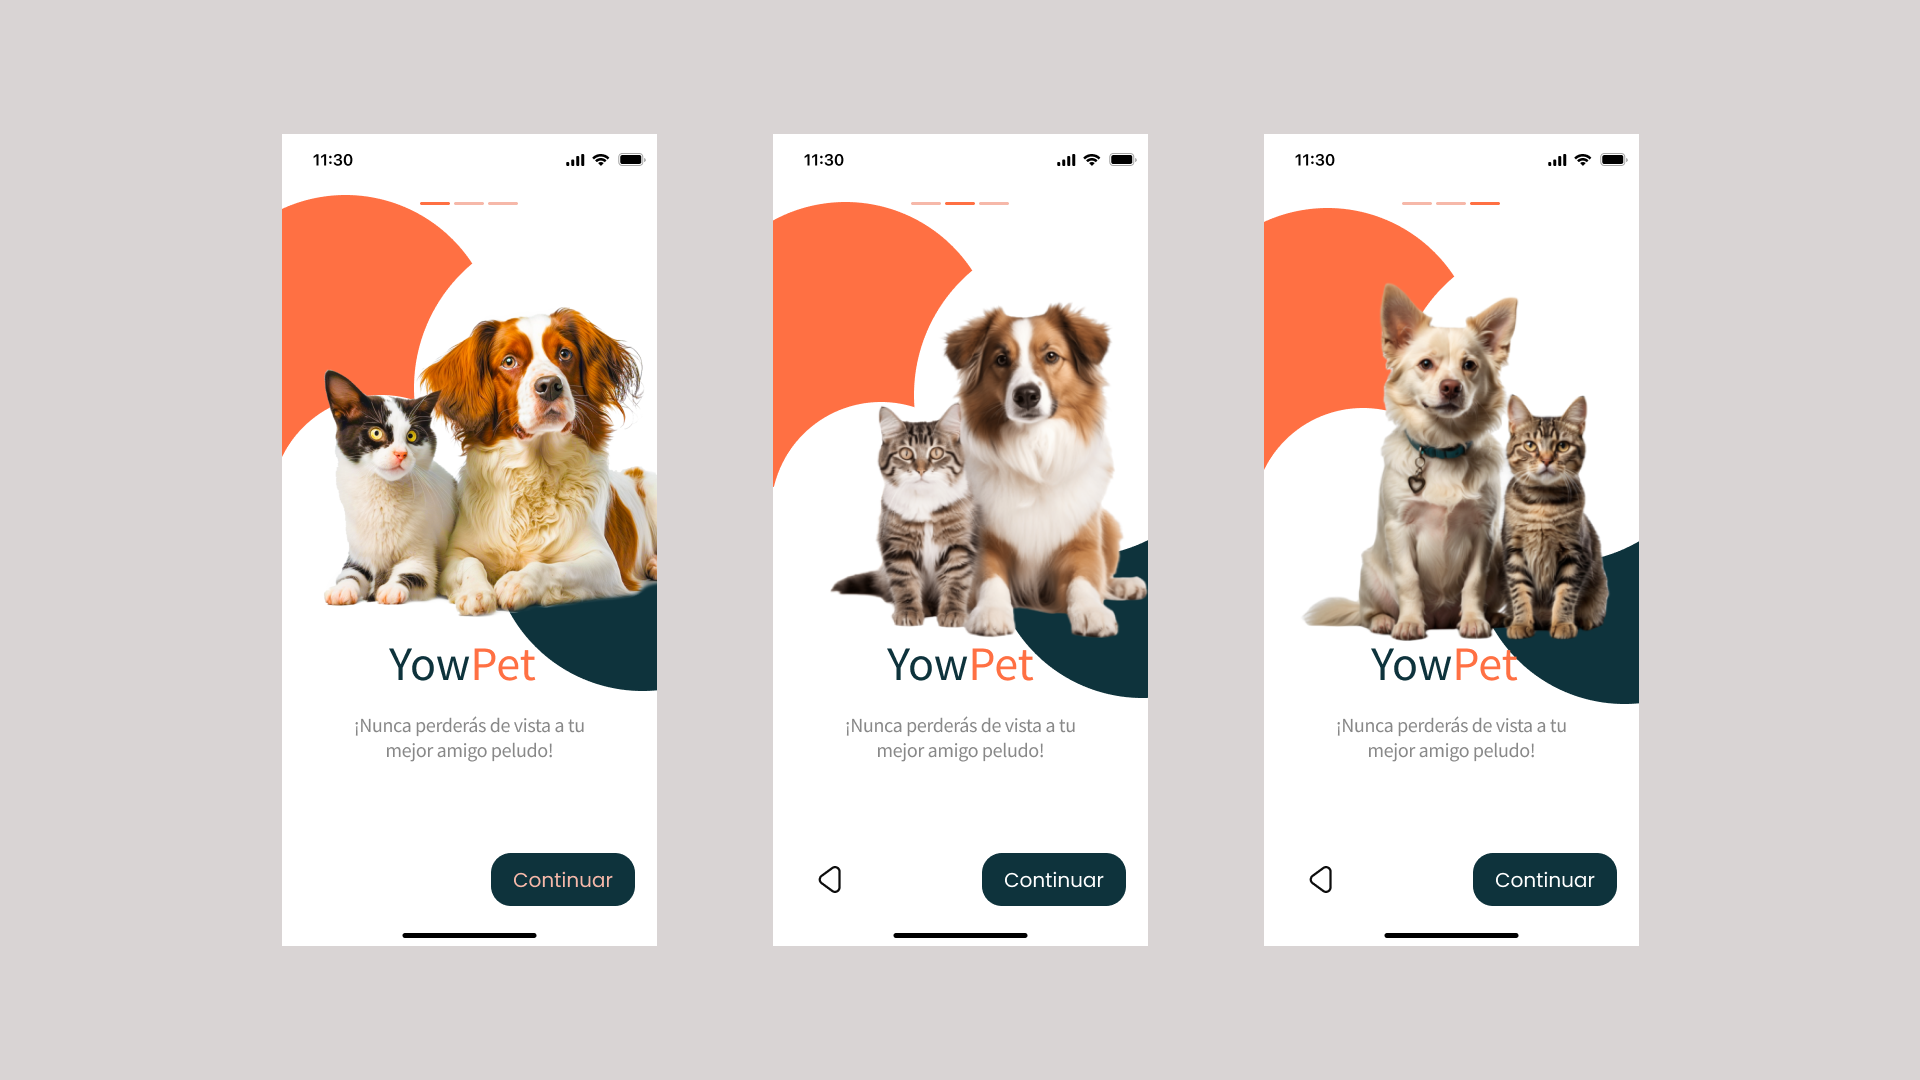 11:30
YowPet
¡Nunca perderás de vista a tu
mejor amigo peludo!
Continuar
11:30
YowPet
¡Nunca perderás de vista a tu
mejor amigo peludo!
Continuar
11:30
YowPet
¡Nunca perderás de vista a tu
mejor amigo peludo!
Continuar